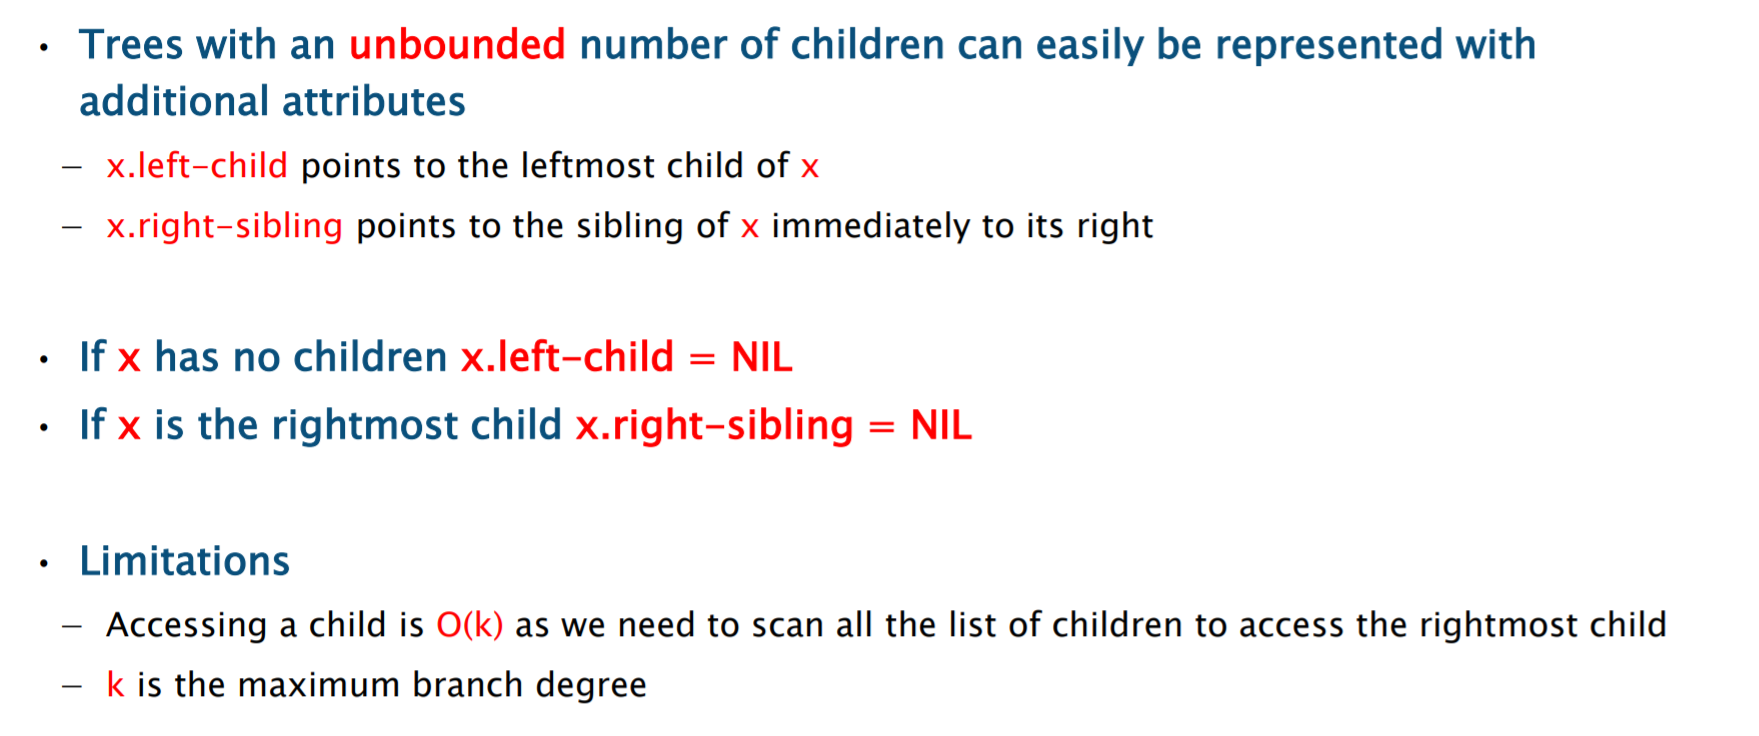 • Trees with an unbounded number of children can easily be represented with
additional attributes
– x.left-child points to the leftmost child of x
– x.right-sibling points to the sibling of x immediately to its right
• If x has no children x.left-child = NIL
• If x is the rightmost child x.right-sibling = NIL
• Limitations
– Accessing a child is O(k) as we need to scan all the list of children to access the rightmost child
– k is the maximum branch degree